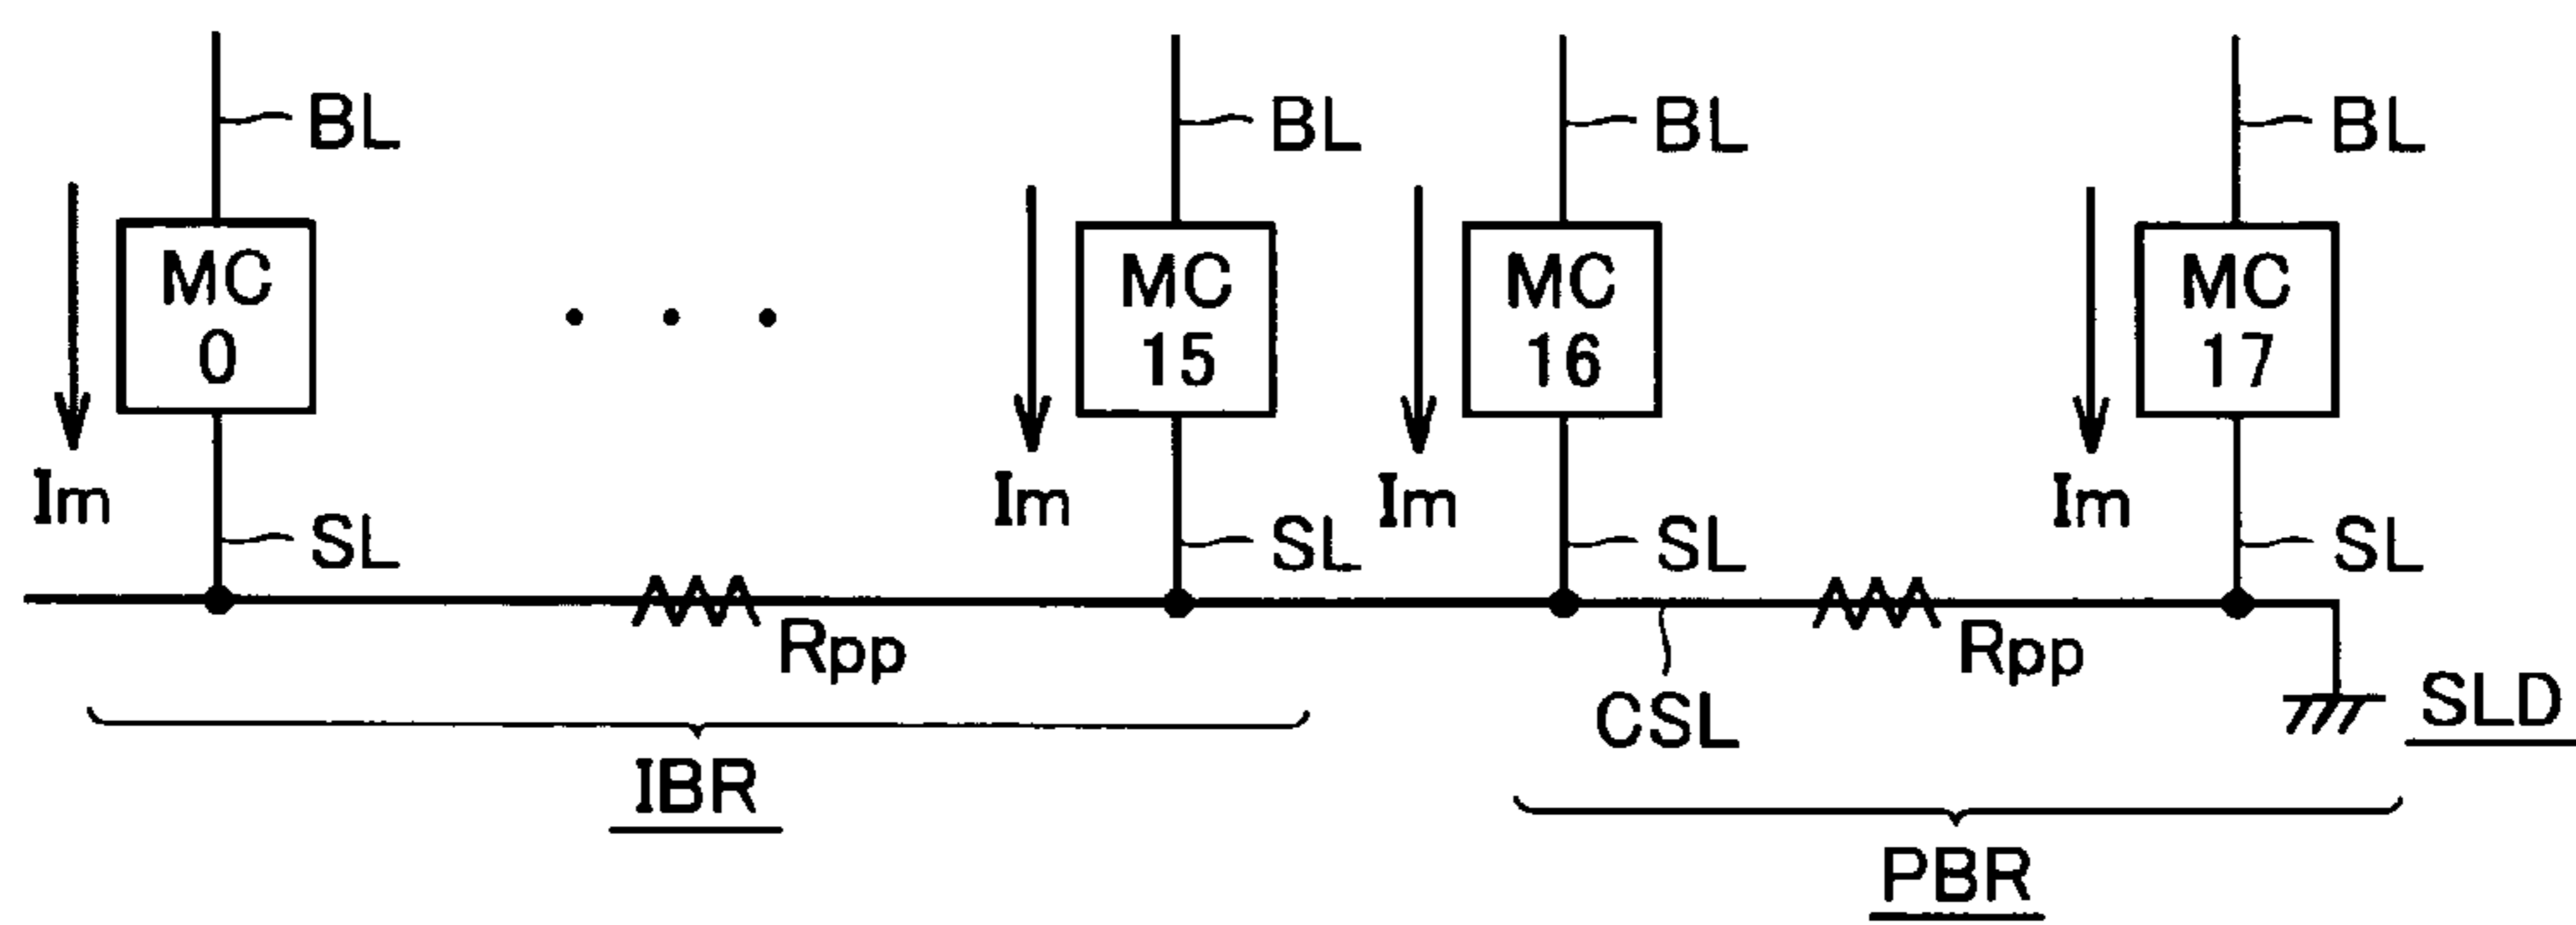 BL BL BL BL
MC 0
MC 15
MC 16
MC 17
Im Im Im Im
SL SL SL SL
Rpp Rpp
CSL
SLD
IBR
PBR